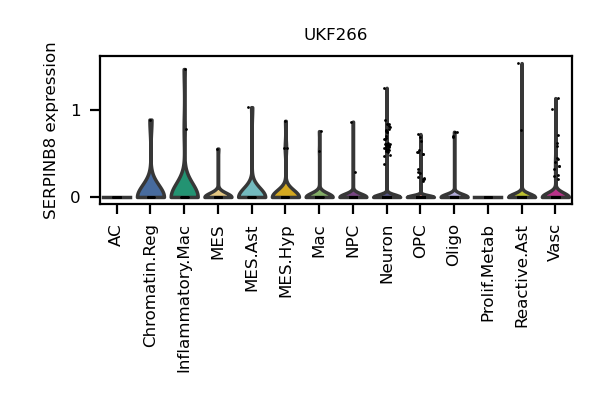 UKF266
SERPINB8 expression
1
0
AC
Chromatin.Reg
Inflammatory.Mac
MES
MES.Ast
MES.Hyp
Mac
NPC
Neuron
OPC
Oligo
Prolif.Metab
Reactive.Ast
Vasc